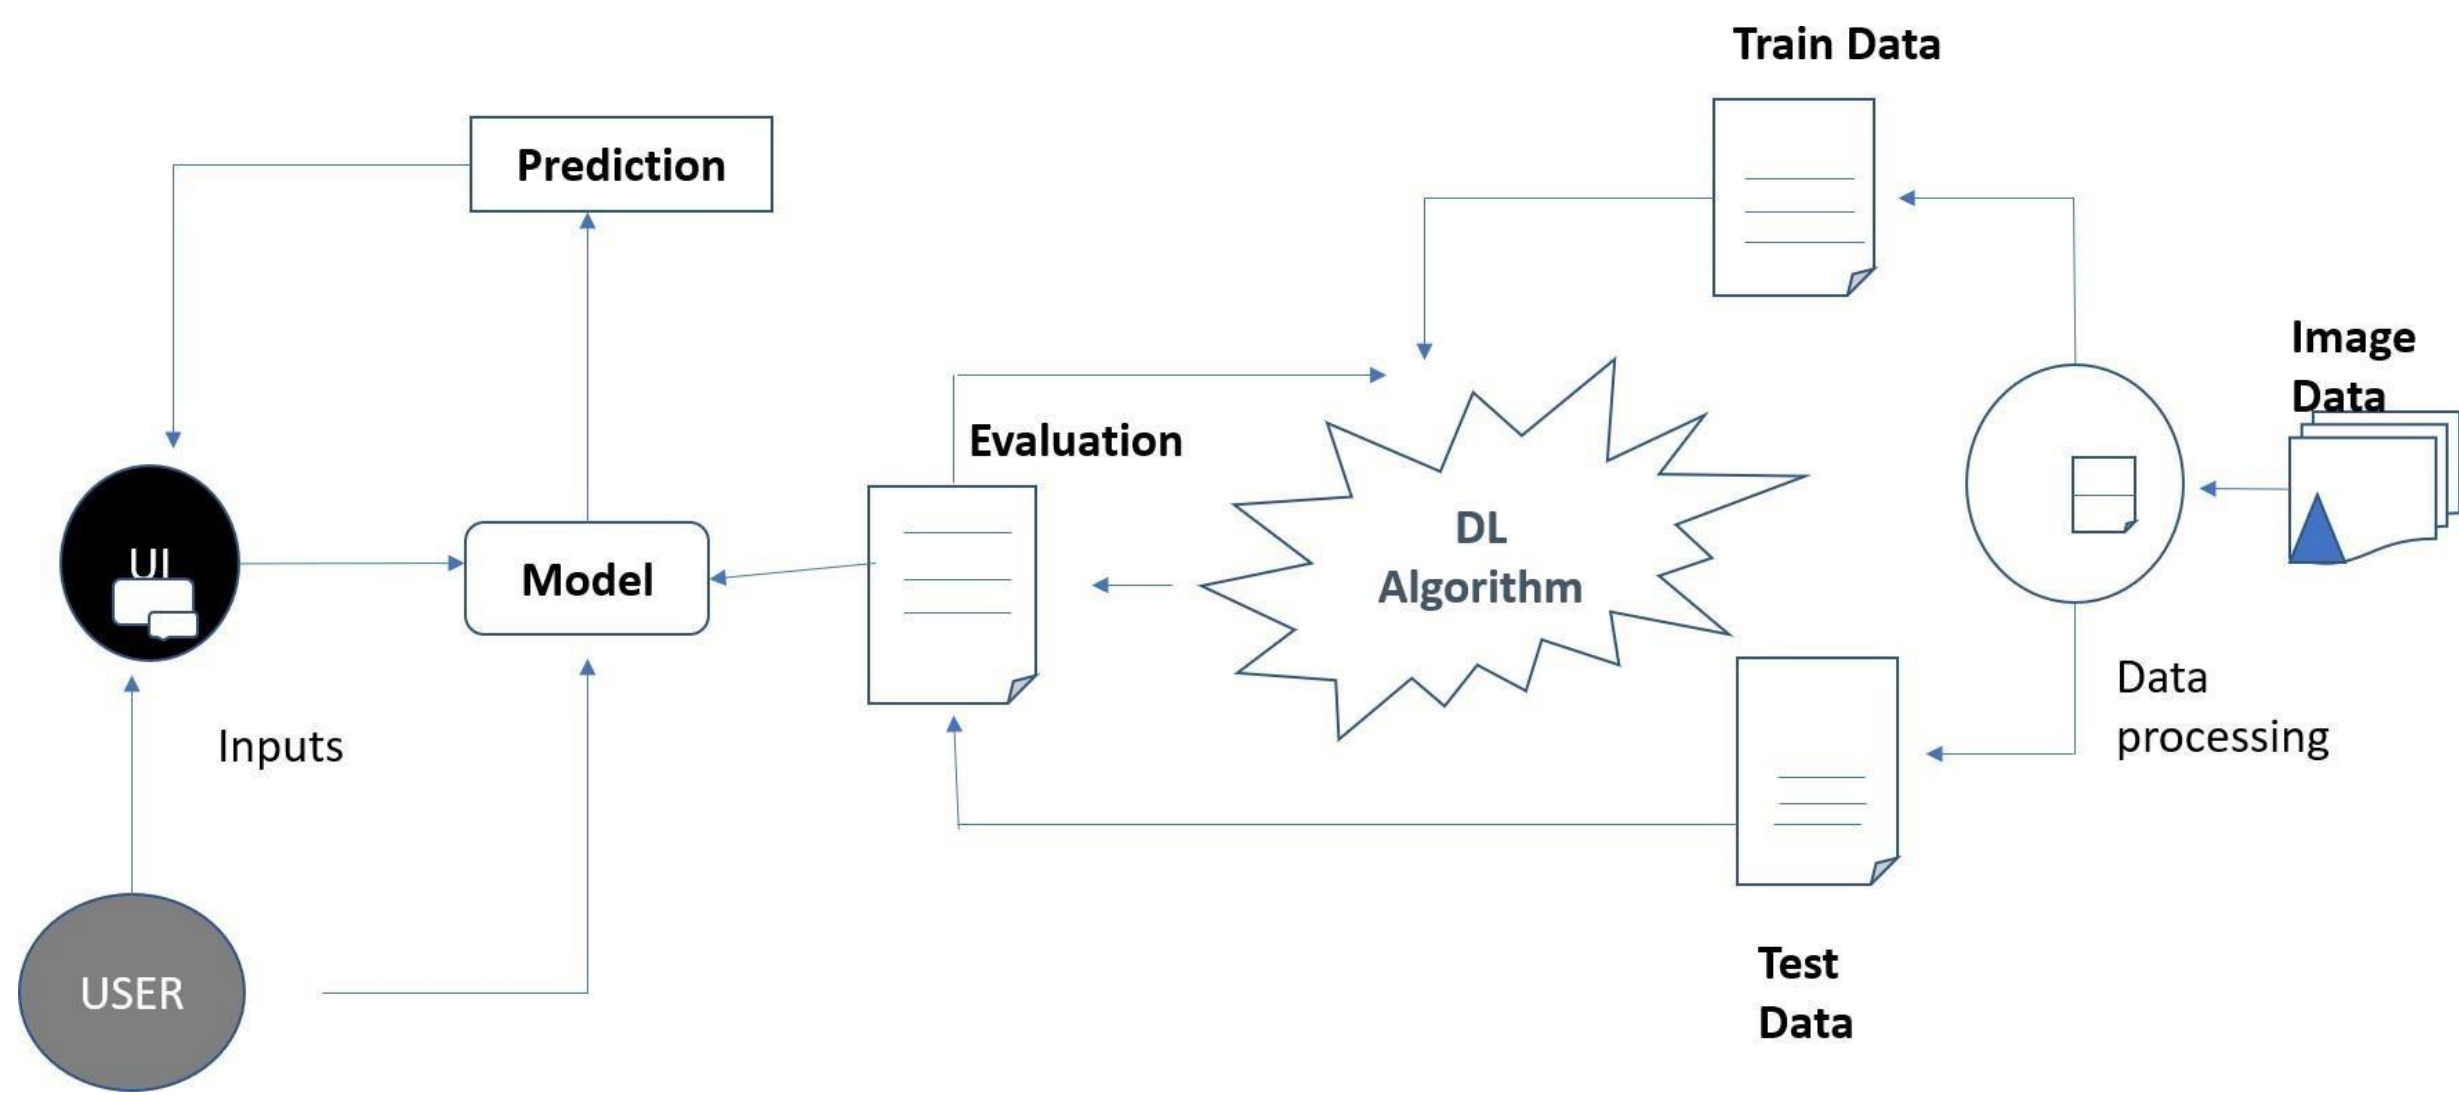 Train Data
Prediction
Image
Data
Evaluation
DL
Algorithm
UI
Model
Data
processing
Inputs
USER
Test
Data